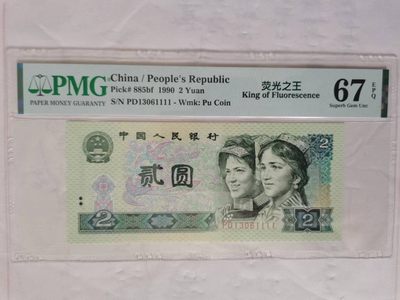 PMG
PAPER MONEY GUARANTY
China / People's Republic
Pick# 885bf 1990 2 Yuan
S/N PD13061111 - Wmk: Pu Coin
荧光之王
King of Fluorescence
67 EPQ
Superb Gem Unc
中国人民银行
贰圆
2
2
2
PD13061111